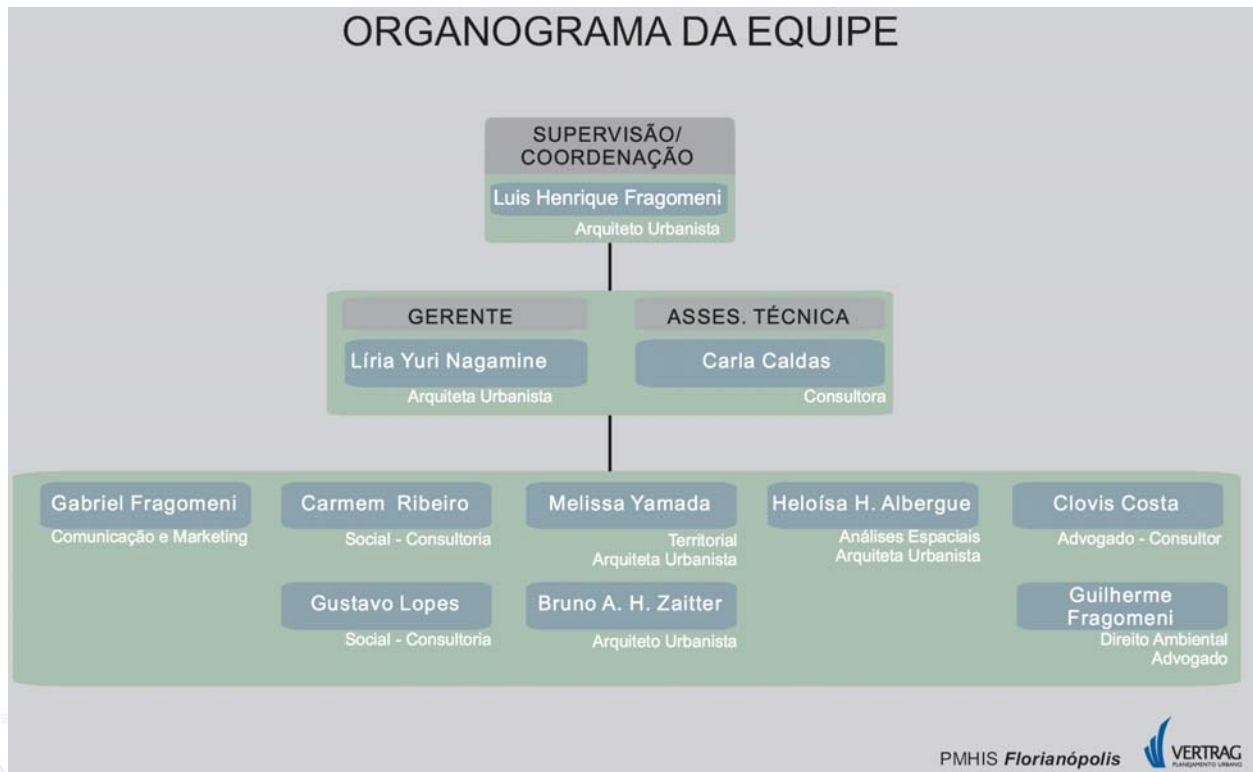 ORGANOGRAMA DA EQUIPE
SUPERVISÃO/
COORDENAÇÃO
Luis Henrique Fragomeni
Arquiteto Urbanista
GERENTE
Líria Yuri Nagamine
Arquiteta Urbanista
ASSES. TÉCNICA
Carla Caldas
Consultora
Gabriel Fragomeni
Comunicação e Marketing
Carmem Ribeiro
Social - Consultoria
Melissa Yamada
Territorial
Arquiteta Urbanista
Heloísa H. Albergue
Análises Espaciais
Arquiteta Urbanista
Clovis Costa
Advogado - Consultor
Gustavo Lopes
Social - Consultoria
Bruno A. H. Zaitter
Arquiteto Urbanista
Guilherme
Fragomeni
Direito Ambiental
Advogado
PMHIS Florianópolis
VERTRAG
PLANEJAMENTO URBANO